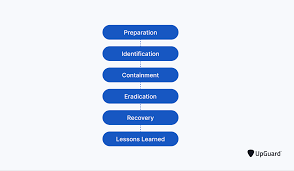 Preparation
Identification
Containment
Eradication
Recovery
Lessons Learned
UpGuard